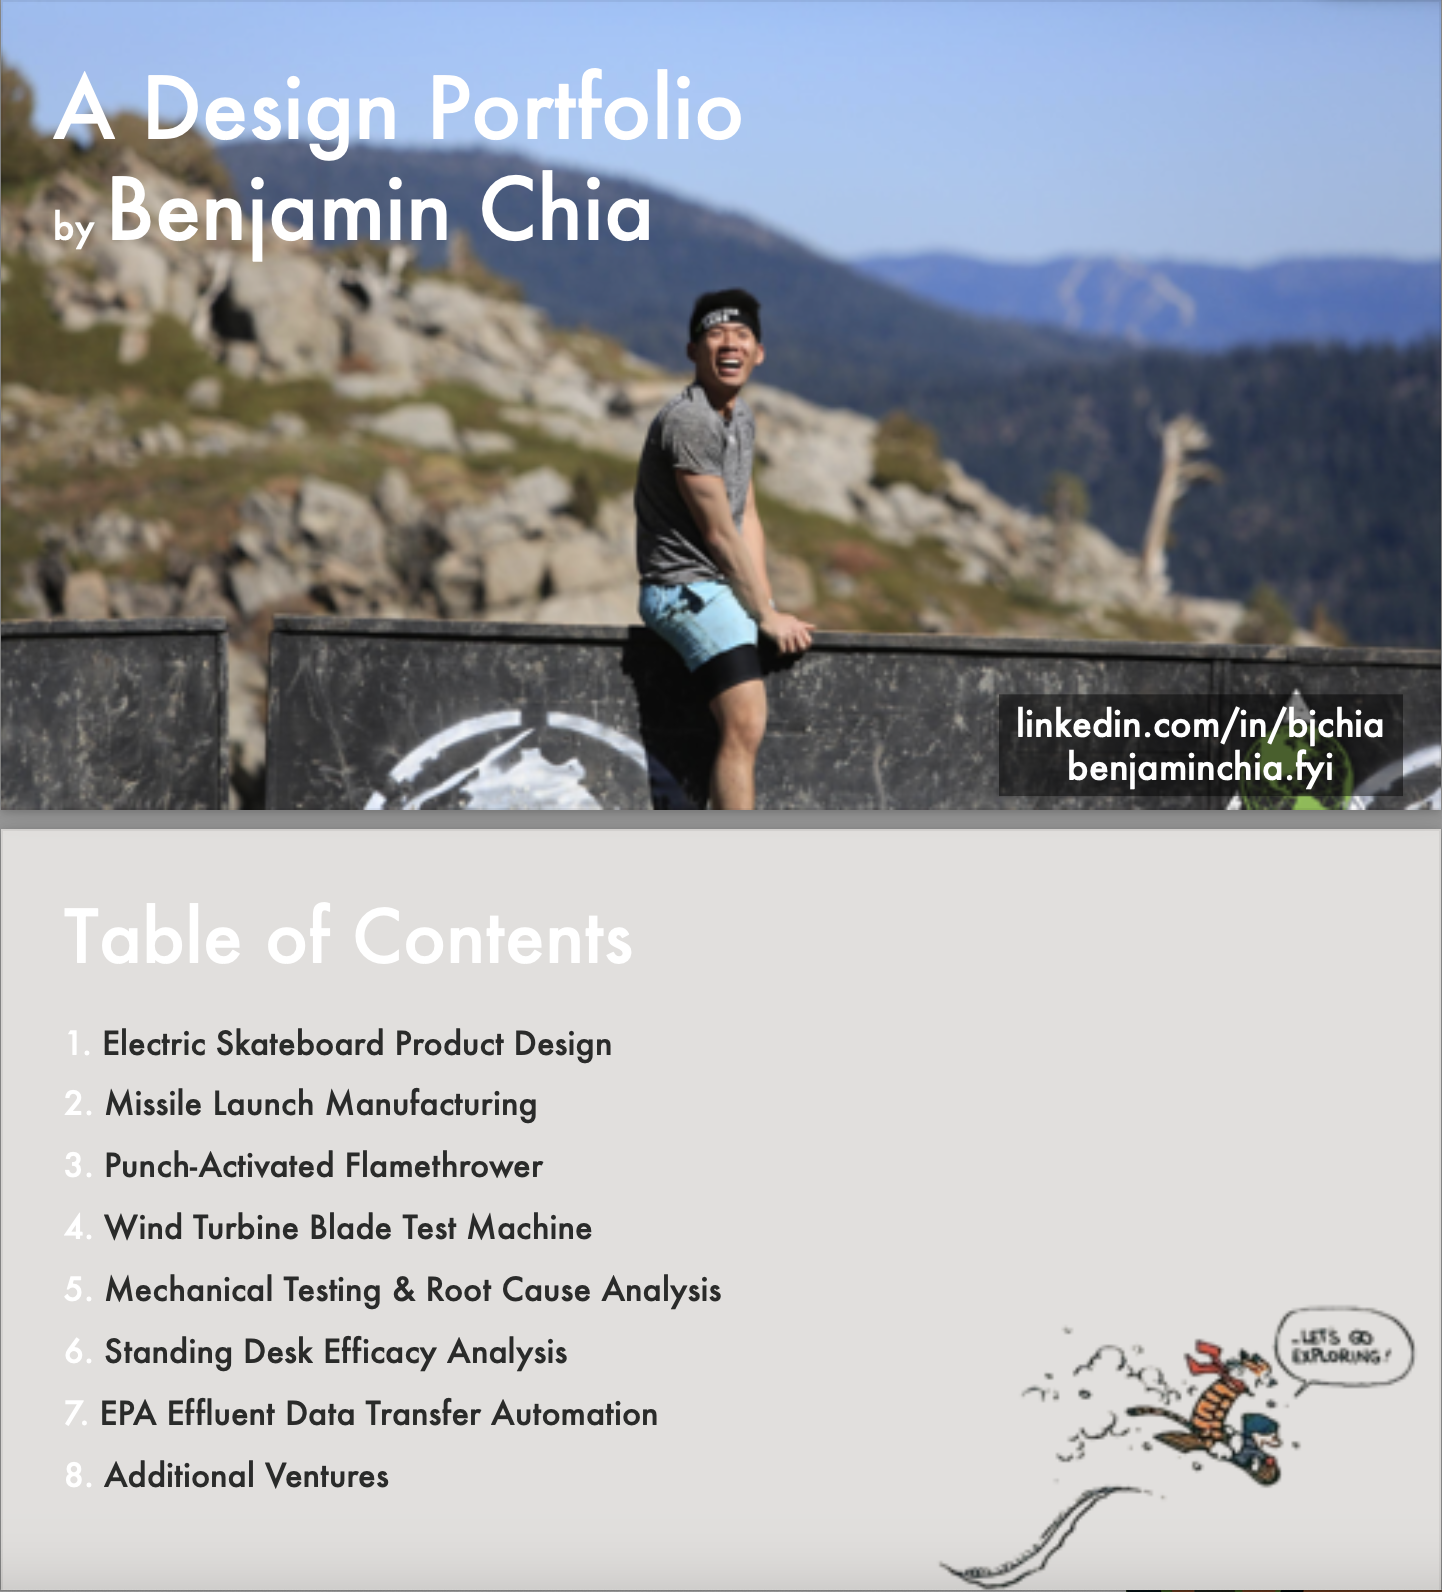 A Design Portfolio
by Benjamin Chia
linkedin.com/in/bjchia
benjaminchia.fyi
Table of Contents
1. Electric Skateboard Product Design
2. Missile Launch Manufacturing
3. Punch-Activated Flamethrower
4. Wind Turbine Blade Test Machine
5. Mechanical Testing & Root Cause Analysis
6. Standing Desk Efficacy Analysis
7. EPA Effluent Data Transfer Automation
8. Additional Ventures
..LET'S GO
EXPLORING!